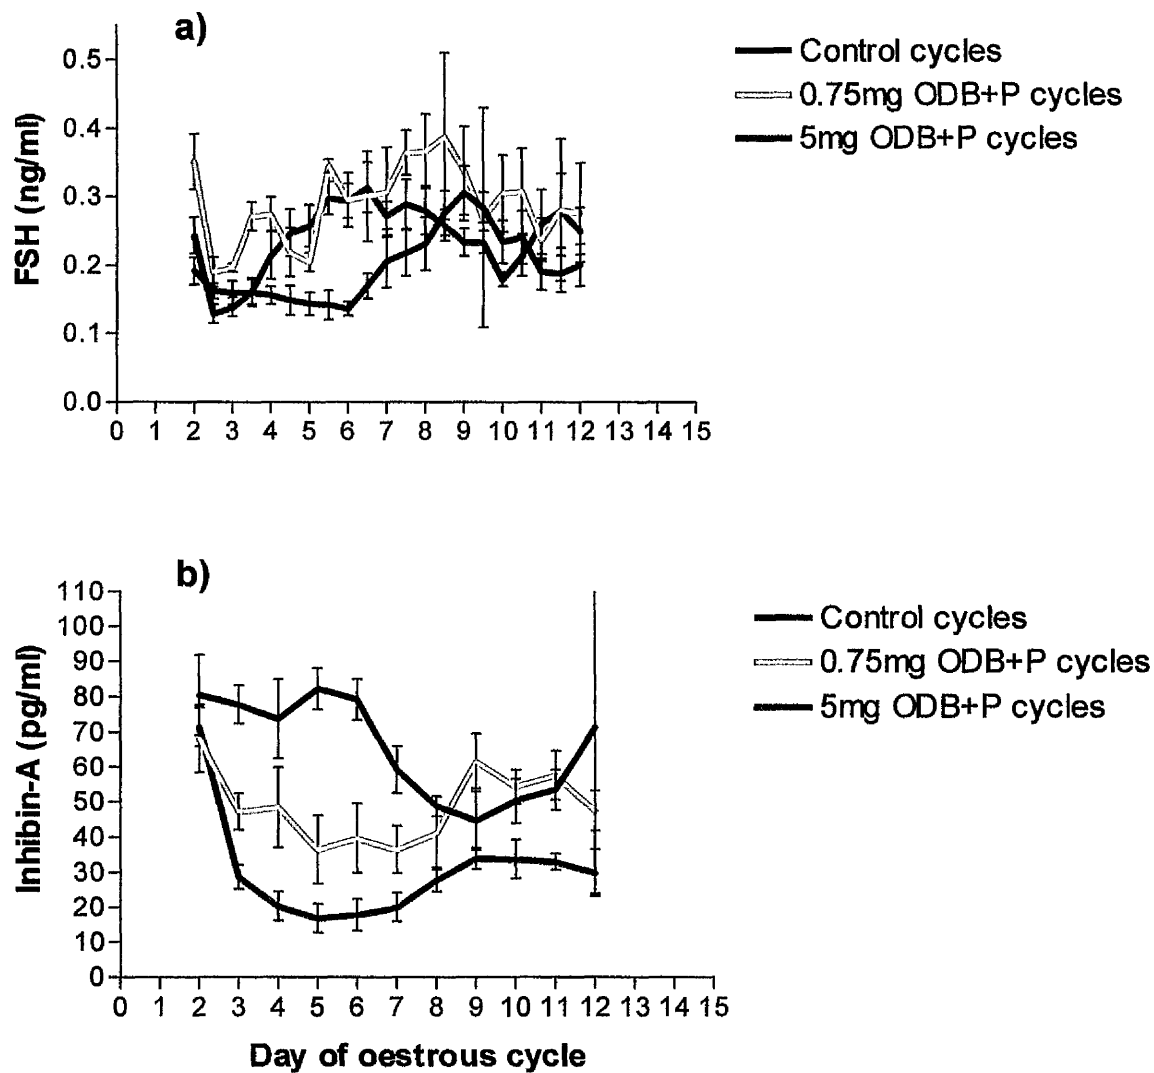 a)
FSH (ng/ml)
0.5
0.4
0.3
0.2
0.1
0.0
0 1 2 3 4 5 6 7 8 9 10 11 12 13 14 15
Control cycles
0.75mg ODB+P cycles
5mg ODB+P cycles
b)
Inhibin-A (pg/ml)
110
100
90
80
70
60
50
40
30
20
10
0
0 1 2 3 4 5 6 7 8 9 10 11 12 13 14 15
Day of oestrous cycle
Control cycles
0.75mg ODB+P cycles
5mg ODB+P cycles